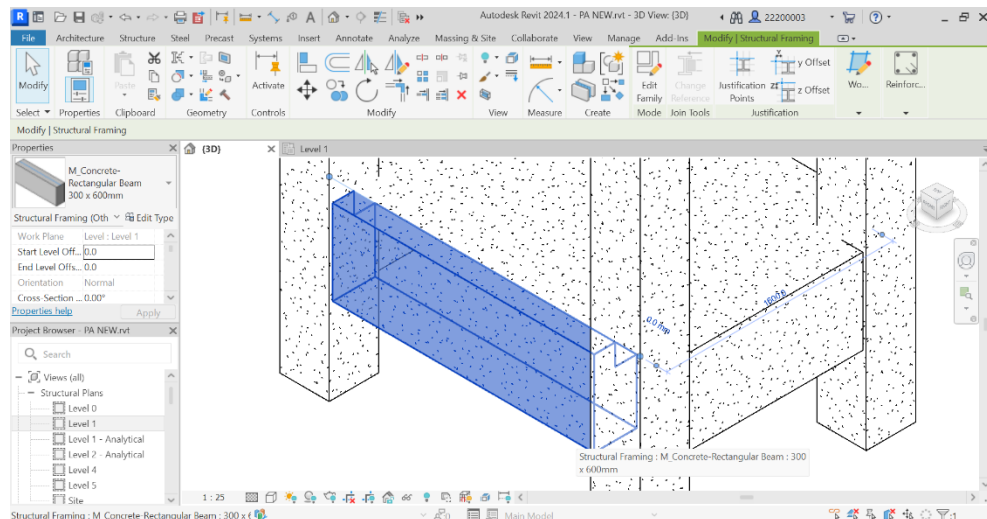 Autodesk Revit 2024.1 - PA NEW.rvt - 3D View: {3D}
22200003
File Architecture Structure Steel Precast Systems Insert Annotate Analyze Massing & Site Collaborate View Manage Add-Ins Modify | Structural Framing
Modify
Paste
Activate
Edit Family
Change Reference
Justification Points
y Offset
z Offset
Wo...
Reinforc...
Select Properties Clipboard Geometry Controls Modify View Measure Create Mode Join Tools Justification
Modify | Structural Framing
Properties
{3D}
Level 1
M_Concrete-
Rectangular Beam
300 x 600mm
Structural Framing (Oth Edit Type
Work Plane Level : Level 1
Start Level Off... 0.0
End Level Offs... 0.0
Orientation Normal
Cross-Section ... 0.00°
Properties help Apply
Project Browser - PA NEW.rvt
Search
Views (all)
Structural Plans
Level 0
Level 1
Level 1 - Analytical
Level 2 - Analytical
Level 4
Level 5
Site
0.0 mm
1600.0
Structural Framing : M_Concrete-Rectangular Beam : 300
x 600mm
1 : 25
Structural Framing : M_Concrete-Rectangular Beam : 300 x 6
:0
Main Model
:1